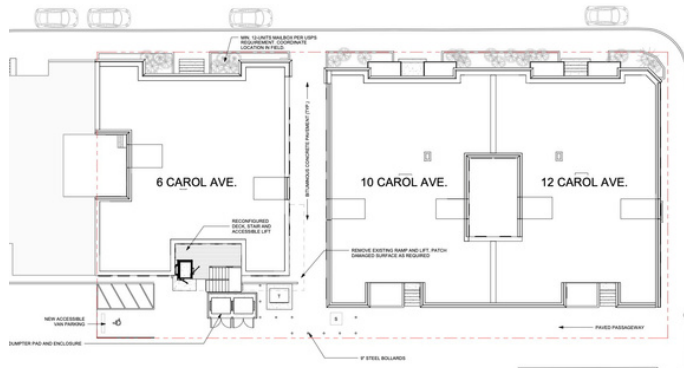 MIN. 12-UNITS MAILBOX PER USPS
REQUIREMENT. COORDINATE
LOCATION IN FIELD.
BITUMINOUS CONCRETE PAVEMENT (TYP.)
6 CAROL AVE.
10 CAROL AVE.
12 CAROL AVE.
RECONFIGURED
DECK, STAIR AND
ACCESSIBLE LIFT
REMOVE EXISTING RAMP AND LIFT, PATCH
DAMAGED SURFACE AS REQUIRED
T
S
NEW ACCESSIBLE
VAN PARKING
PAVED PASSAGEWAY
DUMPTER PAD AND ENCLOSURE
6" STEEL BOLLARDS